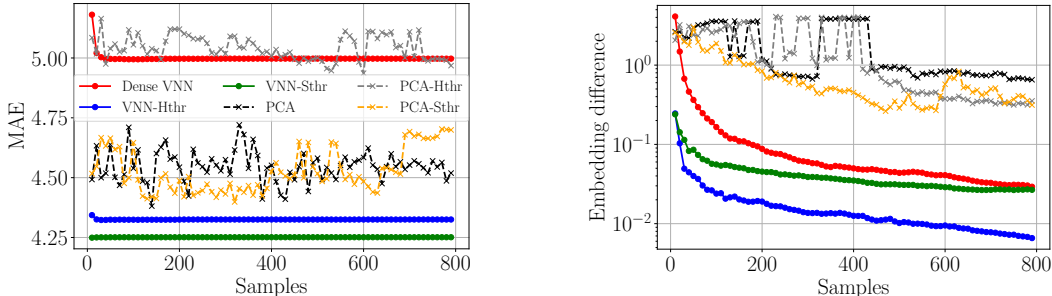 MAE
5.00
4.75
4.50
4.25
Dense VNN
VNN-Hthr
VNN-Sthr
PCA
PCA-Hthr
PCA-Sthr
0
200
400
600
800
Samples
Embedding difference
10⁰
10⁻¹
10⁻²
0
200
400
600
800
Samples